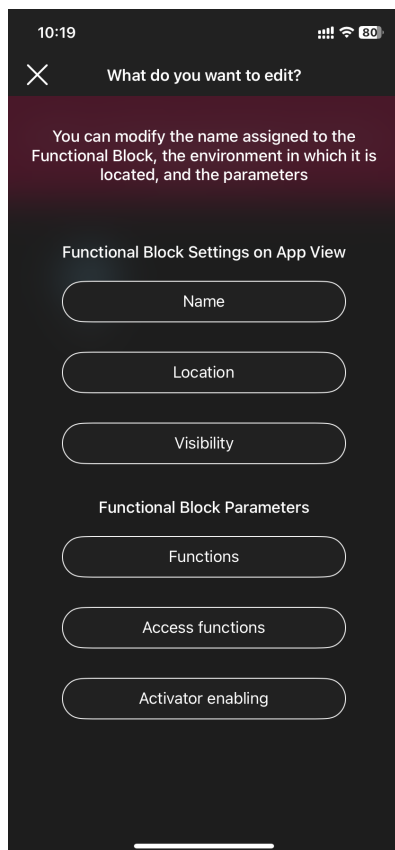 10:19
80
What do you want to edit?
You can modify the name assigned to the
Functional Block, the environment in which it is
located, and the parameters
Functional Block Settings on App View
Name
Location
Visibility
Functional Block Parameters
Functions
Access functions
Activator enabling